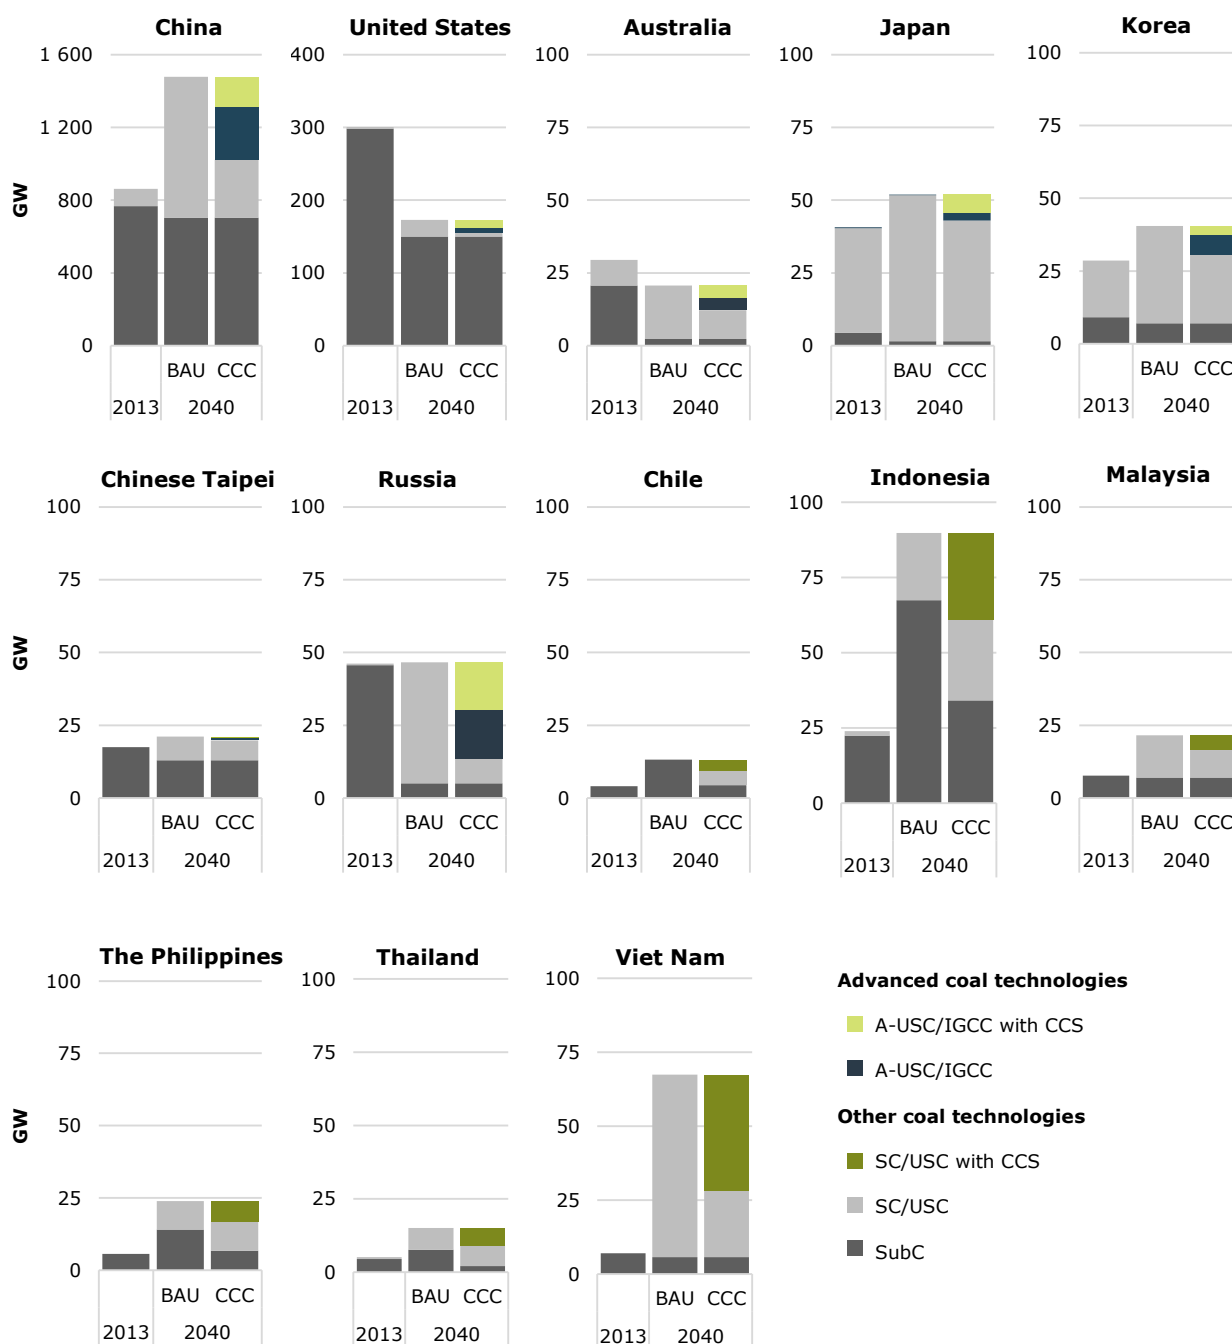 China
United States
Australia
Japan
Korea
1 600
1 200
800
400
0
GW
400
300
200
100
0
100
75
50
25
0
100
75
50
25
0
100
75
50
25
0
BAU CCC
2013 2040
BAU CCC
2013 2040
BAU CCC
2013 2040
BAU CCC
2013 2040
BAU CCC
2013 2040
Chinese Taipei
Russia
Chile
Indonesia
Malaysia
100
75
50
25
0
GW
100
75
50
25
0
100
75
50
25
0
100
75
50
25
0
100
75
50
25
0
BAU CCC
2013 2040
BAU CCC
2013 2040
BAU CCC
2013 2040
BAU CCC
2013 2040
BAU CCC
2013 2040
The Philippines
Thailand
Viet Nam
100
75
50
25
0
GW
100
75
50
25
0
100
75
50
25
0
BAU CCC
2013 2040
BAU CCC
2013 2040
BAU CCC
2013 2040
Advanced coal technologies
A-USC/IGCC with CCS
A-USC/IGCC
Other coal technologies
SC/USC with CCS
SC/USC
SubC